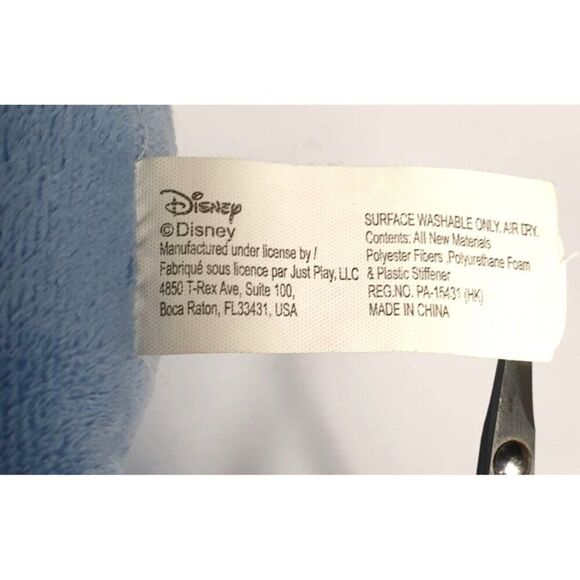 Disney
©Disney
Manufactured under license by /
Fabriqué sous licence par Just Play, LLC
4850 T-Rex Ave, Suite 100,
Boca Raton, FL33431, USA
SURFACE WASHABLE ONLY. AIR DRY.
Contents: All New Materials
Polyester Fibers ,Polyurethane Foam
& Plastic Stiffener
REG.NO. PA-15431 (HK)
MADE IN CHINA